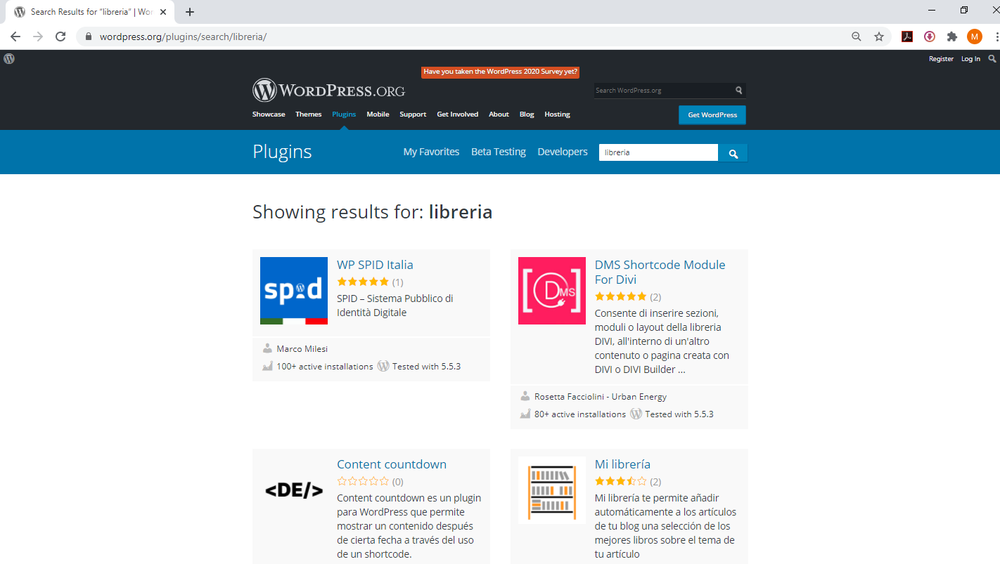 Search Results for “libreria” | Wor
wordpress.org/plugins/search/libreria/
M
Register Log In
Have you taken the WordPress 2020 Survey yet?
WORDPRESS.ORG
Search WordPress.org
Showcase Themes Plugins Mobile Support Get Involved About Blog Hosting
Get WordPress
Plugins
My Favorites Beta Testing Developers
libreria
Showing results for: libreria
spid
WP SPID Italia
(1)
SPID – Sistema Pubblico di
Identità Digitale
Marco Milesi
100+ active installations Tested with 5.5.3
DMS
DMS Shortcode Module
For Divi
(2)
Consente di inserire sezioni,
moduli o layout della libreria
DIVI, all'interno di un'altro
contenuto o pagina creata con
DIVI o DIVI Builder ...
Rosetta Facciolini - Urban Energy
80+ active installations Tested with 5.5.3
<DE/>
Content countdown
(0)
Content countdown es un plugin
para WordPress que permite
mostrar un contenido después
de cierta fecha a través del uso
de un shortcode.
Mi librería
(2)
Mi librería te permite añadir
automáticamente a los artículos
de tu blog una selección de los
mejores libros sobre el tema de
tu artículo